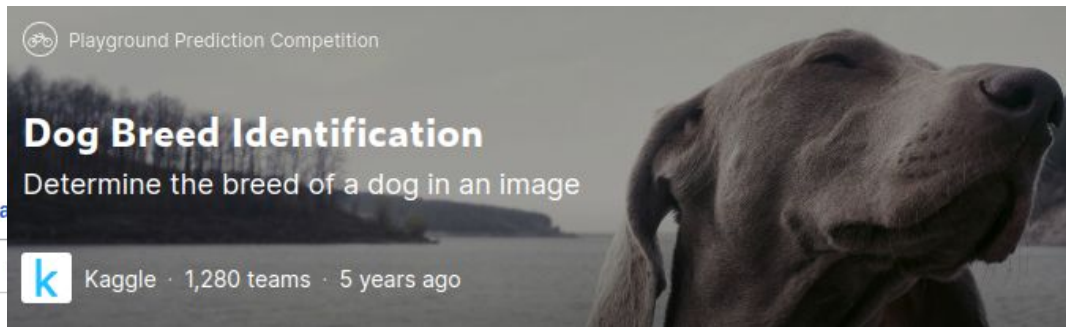 Playground Prediction Competition
Dog Breed Identification
Determine the breed of a dog in an image
k Kaggle · 1,280 teams · 5 years ago